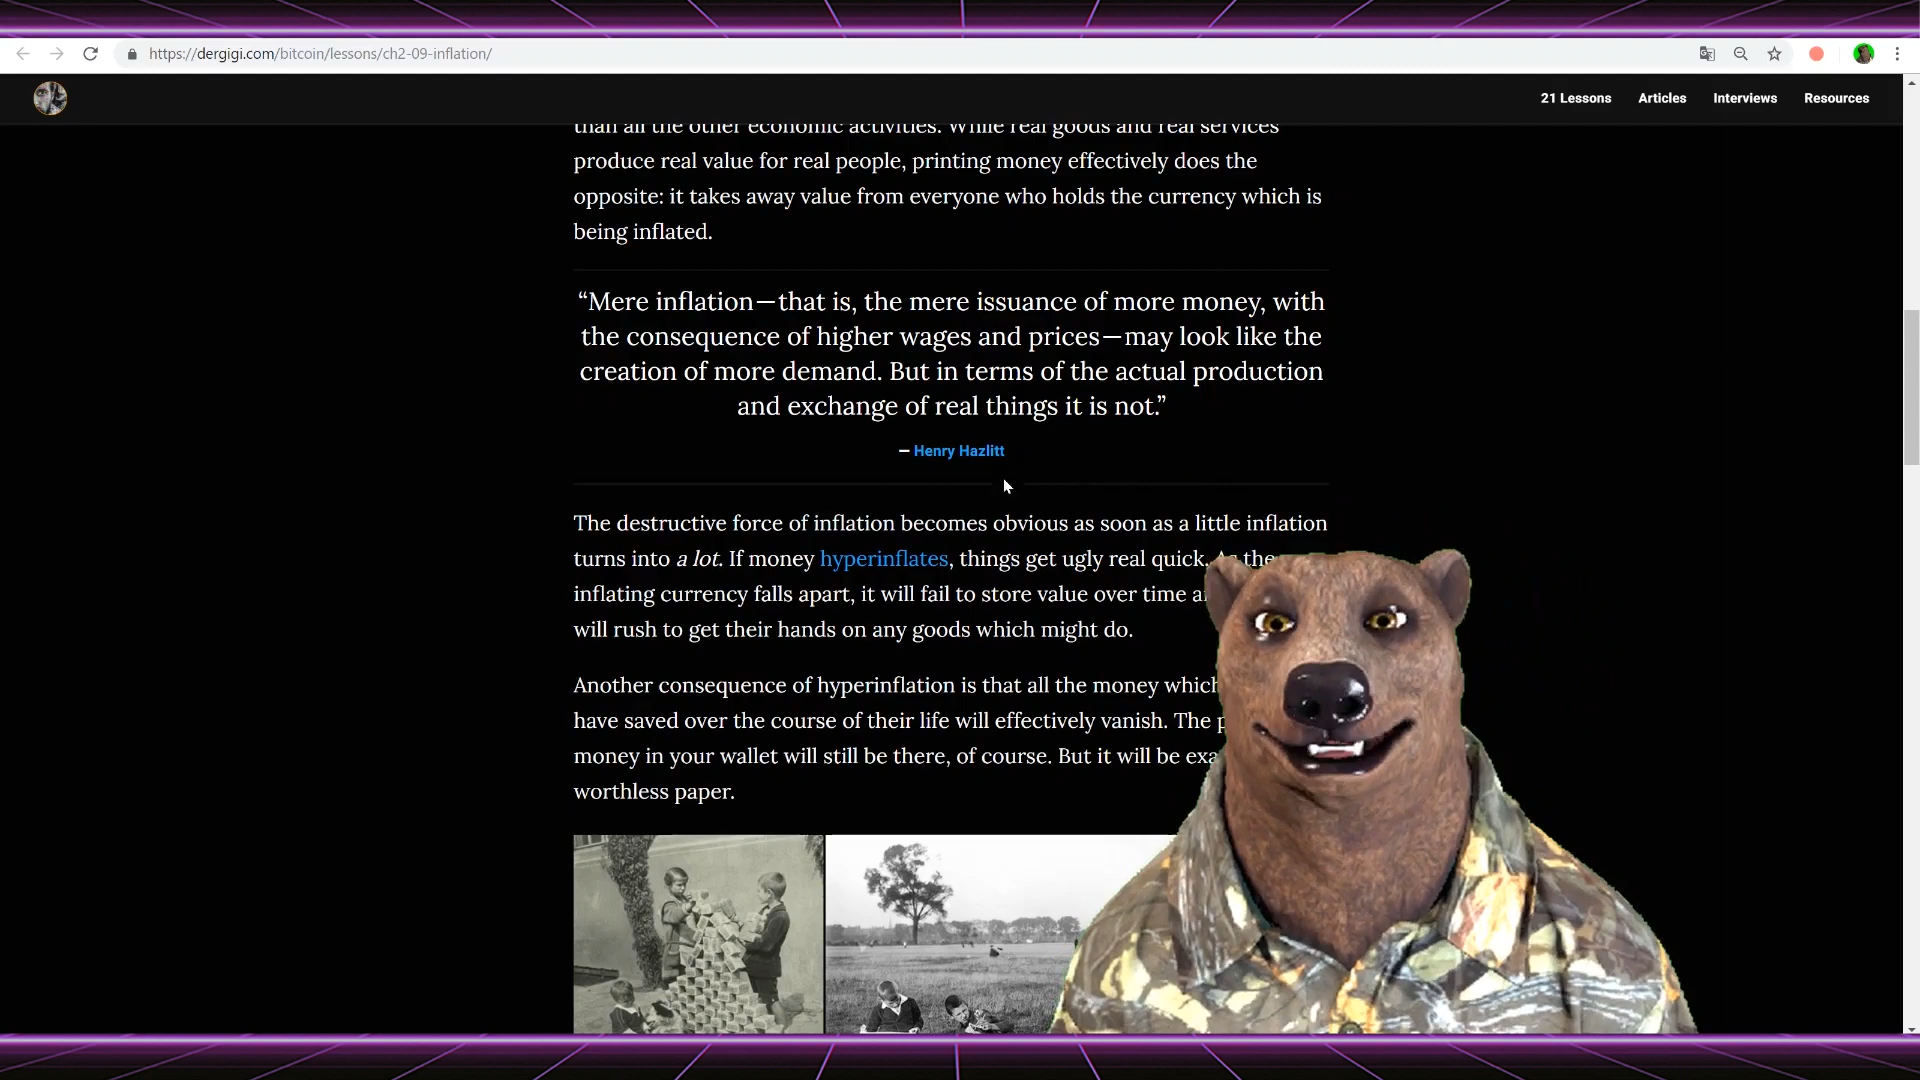 https://dergigi.com/bitcoin/lessons/ch2-09-inflation/
21 Lessons Articles Interviews Resources
than all the other economic activities. While real goods and real services
produce real value for real people, printing money effectively does the
opposite: it takes away value from everyone who holds the currency which is
being inflated.
“Mere inflation—that is, the mere issuance of more money, with
the consequence of higher wages and prices—may look like the
creation of more demand. But in terms of the actual production
and exchange of real things it is not.”
— Henry Hazlitt
The destructive force of inflation becomes obvious as soon as a little inflation
turns into a lot. If money hyperinflates, things get ugly real quick. As the
inflating currency falls apart, it will fail to store value over time
will rush to get their hands on any goods which might do.
Another consequence of hyperinflation is that all the money which
have saved over the course of their life will effectively vanish. The
money in your wallet will still be there, of course. But it will be
worthless paper.